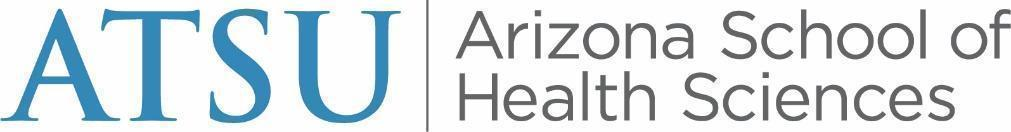 ATSU
Arizona School of
Health Sciences